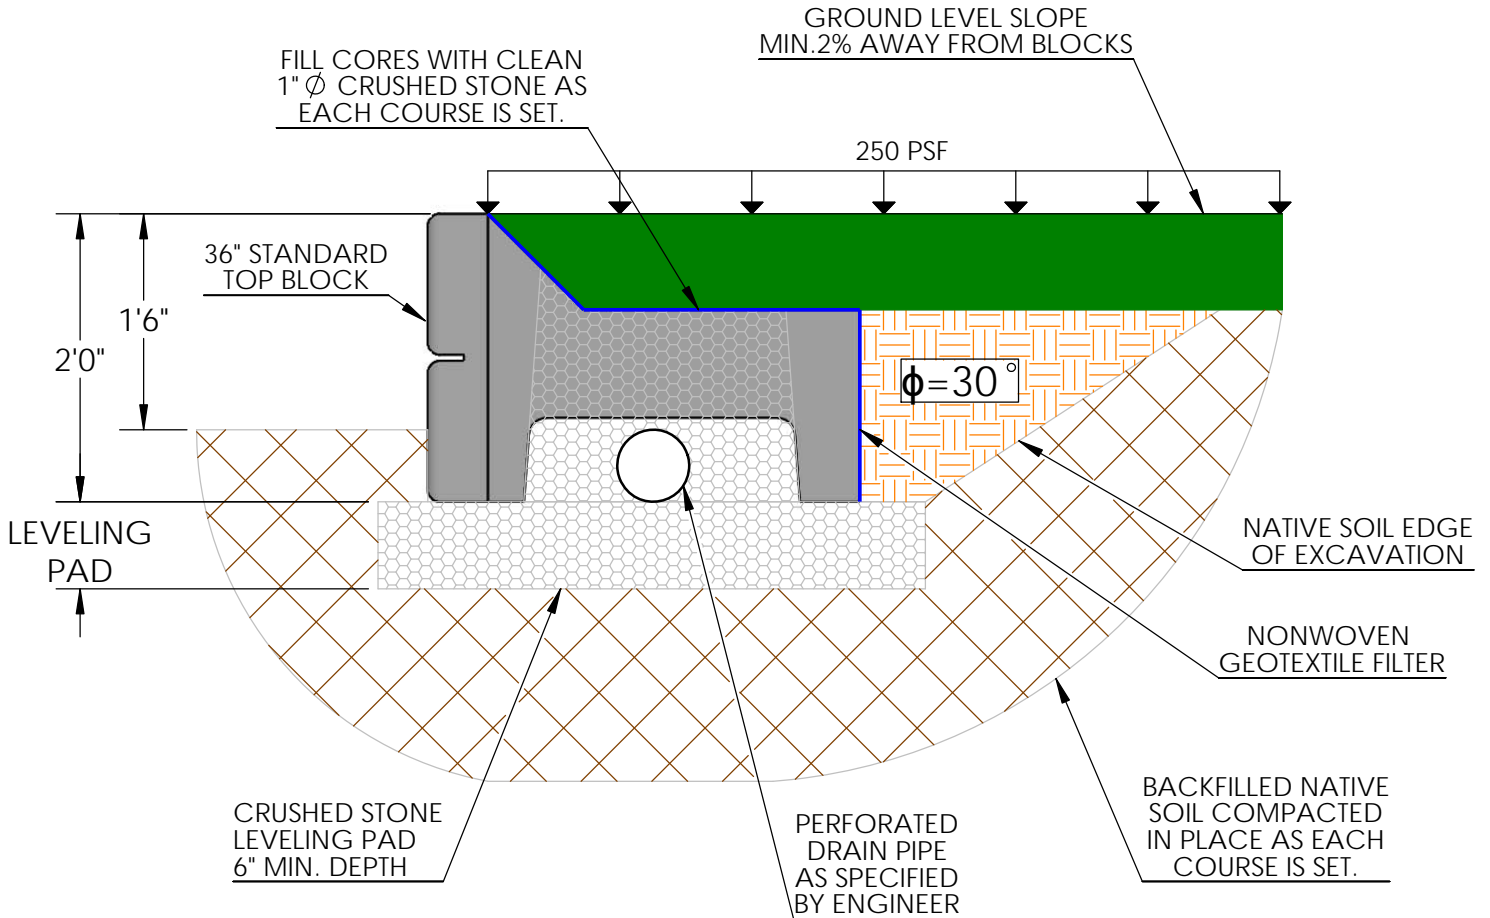 GROUND LEVEL SLOPE
MIN.2% AWAY FROM BLOCKS
FILL CORES WITH CLEAN
1" Ø CRUSHED STONE AS
EACH COURSE IS SET.
250 PSF
36" STANDARD
TOP BLOCK
1'6"
2'0"
ϕ=30°
LEVELING
PAD
NATIVE SOIL EDGE
OF EXCAVATION
NONWOVEN
GEOTEXTILE FILTER
CRUSHED STONE
LEVELING PAD
6" MIN. DEPTH
PERFORATED
DRAIN PIPE
AS SPECIFIED
BY ENGINEER
BACKFILLED NATIVE
SOIL COMPACTED
IN PLACE AS EACH
COURSE IS SET.